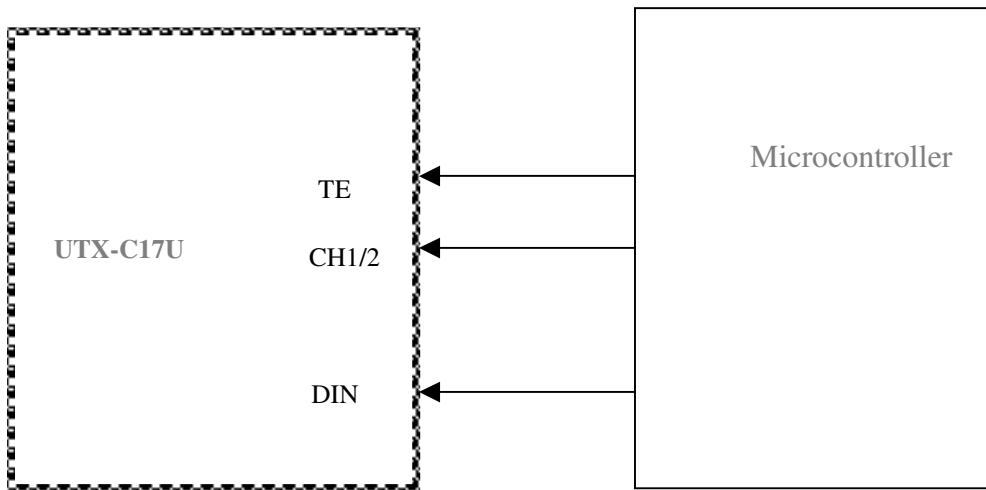 Microcontroller
TE
UTX-C17U
CH1/2
DIN